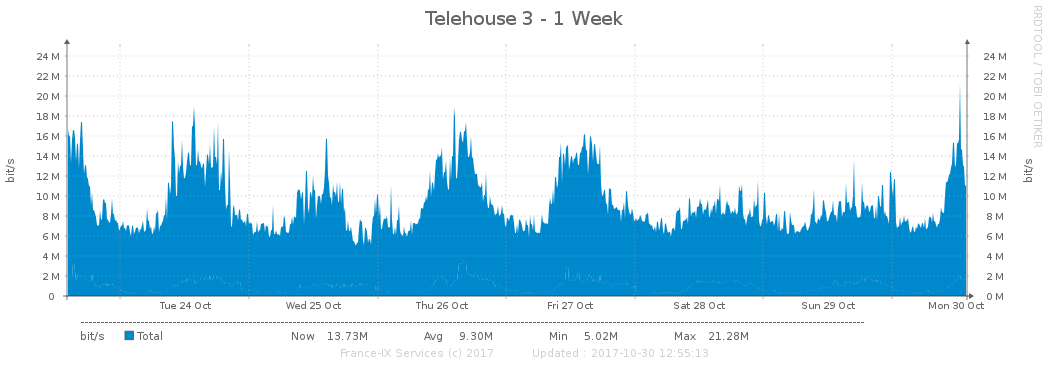 Telehouse 3 - 1 Week
RRDTOOL / TOBI OETIKER
24 M 24 M
22 M 22 M
20 M 20 M
18 M 18 M
16 M 16 M
14 M 14 M
12 M 12 M
10 M 10 M
8 M 8 M
6 M 6 M
4 M 4 M
2 M 2 M
0 0 M
bit/s
bit/s
Tue 24 Oct Wed 25 Oct Thu 26 Oct Fri 27 Oct Sat 28 Oct Sun 29 Oct Mon 30 Oct
bit/s Total Now 13.73M Avg 9.30M Min 5.02M Max 21.28M
France-IX Services (c) 2017 Updated : 2017-10-30 12:55:13